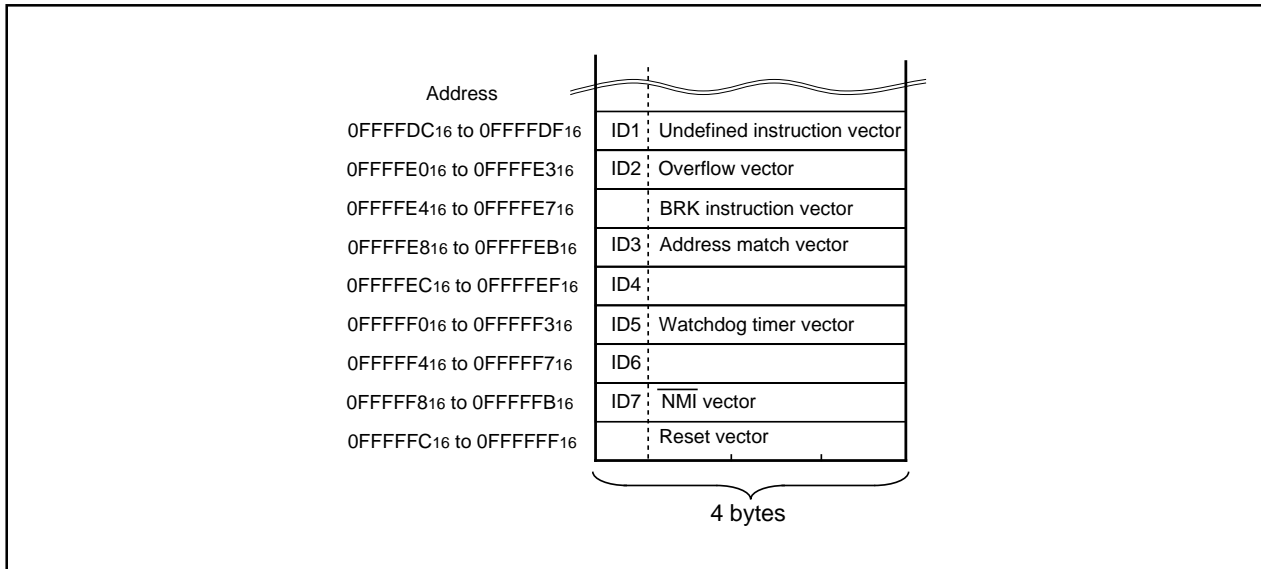 Address
0FFFFDC16 to 0FFFFDF16 ID1 Undefined instruction vector
0FFFFE016 to 0FFFFE316 ID2 Overflow vector
0FFFFE416 to 0FFFFE716 BRK instruction vector
0FFFFE816 to 0FFFFEB16 ID3 Address match vector
0FFFFEC16 to 0FFFFEF16 ID4
0FFFFF016 to 0FFFFF316 ID5 Watchdog timer vector
0FFFFF416 to 0FFFFF716 ID6
0FFFFF816 to 0FFFFFB16 ID7 NMI vector
0FFFFFC16 to 0FFFFFF16 Reset vector
4 bytes